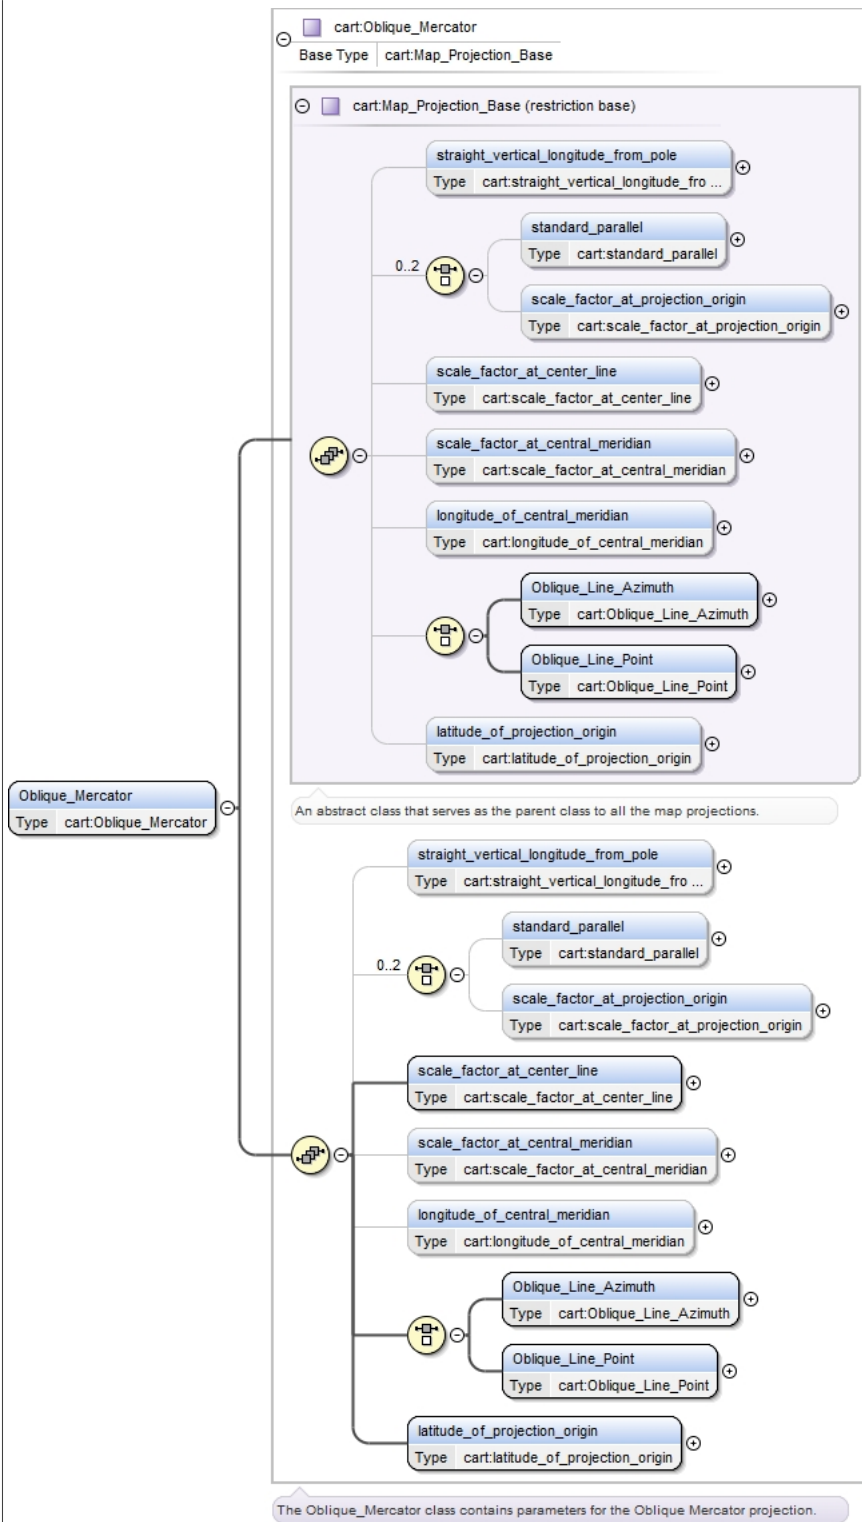 cart:Oblique_Mercator
Base Type cart:Map_Projection_Base
cart:Map_Projection_Base (restriction base)
straight_vertical_longitude_from_pole
Type cart:straight_vertical_longitude_fro ...
standard_parallel
Type cart:standard_parallel
0..2
scale_factor_at_projection_origin
Type cart:scale_factor_at_projection_origin
scale_factor_at_center_line
Type cart:scale_factor_at_center_line
scale_factor_at_central_meridian
Type cart:scale_factor_at_central_meridian
longitude_of_central_meridian
Type cart:longitude_of_central_meridian
Oblique_Line_Azimuth
Type cart:Oblique_Line_Azimuth
Oblique_Line_Point
Type cart:Oblique_Line_Point
latitude_of_projection_origin
Type cart:latitude_of_projection_origin
Oblique_Mercator
Type cart:Oblique_Mercator
An abstract class that serves as the parent class to all the map projections.
straight_vertical_longitude_from_pole
Type cart:straight_vertical_longitude_fro ...
standard_parallel
Type cart:standard_parallel
0..2
scale_factor_at_projection_origin
Type cart:scale_factor_at_projection_origin
scale_factor_at_center_line
Type cart:scale_factor_at_center_line
scale_factor_at_central_meridian
Type cart:scale_factor_at_central_meridian
longitude_of_central_meridian
Type cart:longitude_of_central_meridian
Oblique_Line_Azimuth
Type cart:Oblique_Line_Azimuth
Oblique_Line_Point
Type cart:Oblique_Line_Point
latitude_of_projection_origin
Type cart:latitude_of_projection_origin
The Oblique_Mercator class contains parameters for the Oblique Mercator projection.